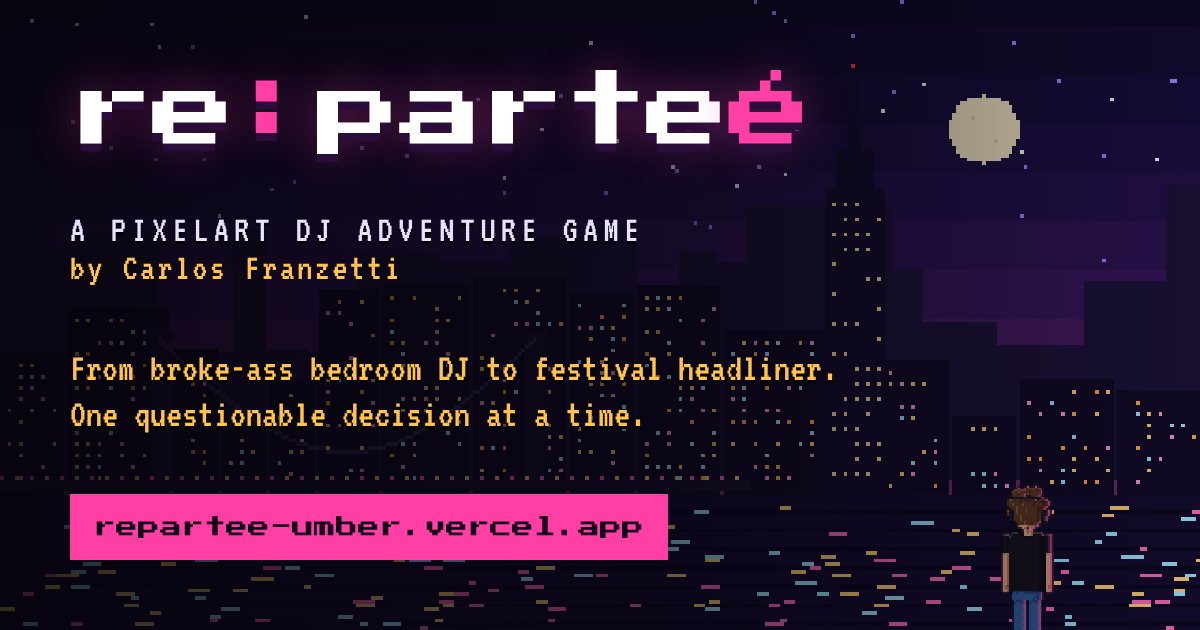 re:parteé
A PIXELART DJ ADVENTURE GAME
by Carlos Franzetti
From broke-ass bedroom DJ to festival headliner.
One questionable decision at a time.
repartee-umber.vercel.app